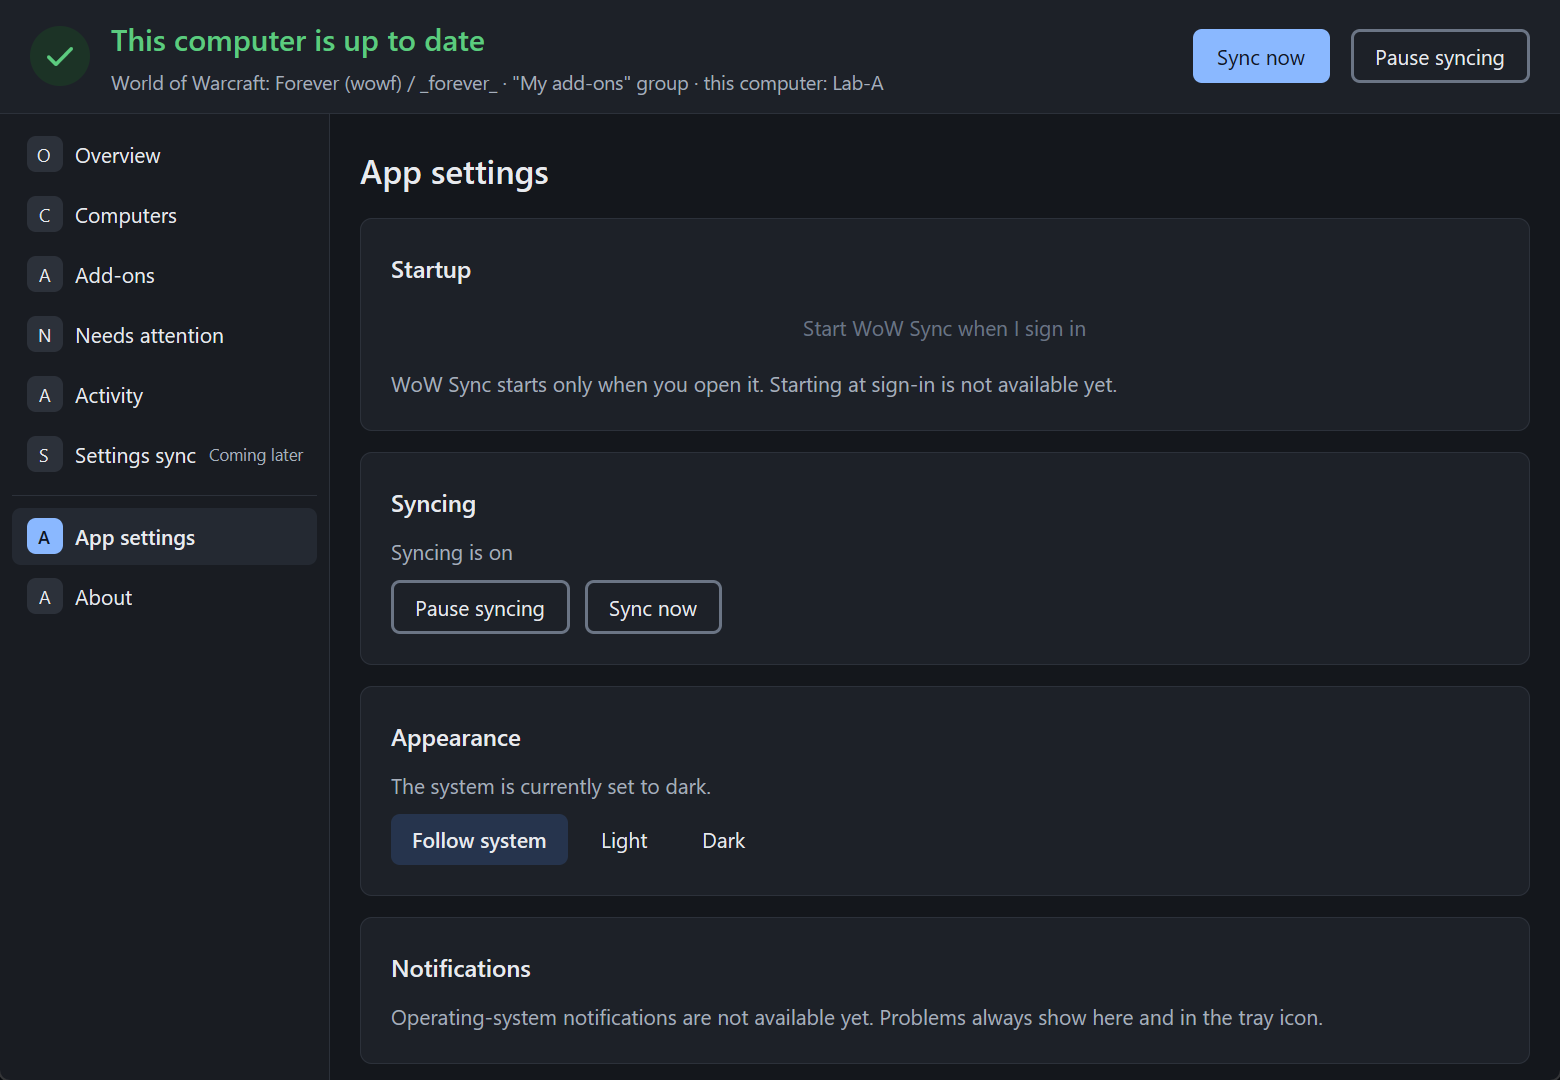 This computer is up to date
World of Warcraft: Forever (wowf) / _forever_ · "My add-ons" group · this computer: Lab-A
Sync now
Pause syncing
O Overview
C Computers
A Add-ons
N Needs attention
A Activity
S Settings sync Coming later
A App settings
A About
App settings
Startup
Start WoW Sync when I sign in
WoW Sync starts only when you open it. Starting at sign-in is not available yet.
Syncing
Syncing is on
Pause syncing
Sync now
Appearance
The system is currently set to dark.
Follow system
Light
Dark
Notifications
Operating-system notifications are not available yet. Problems always show here and in the tray icon.